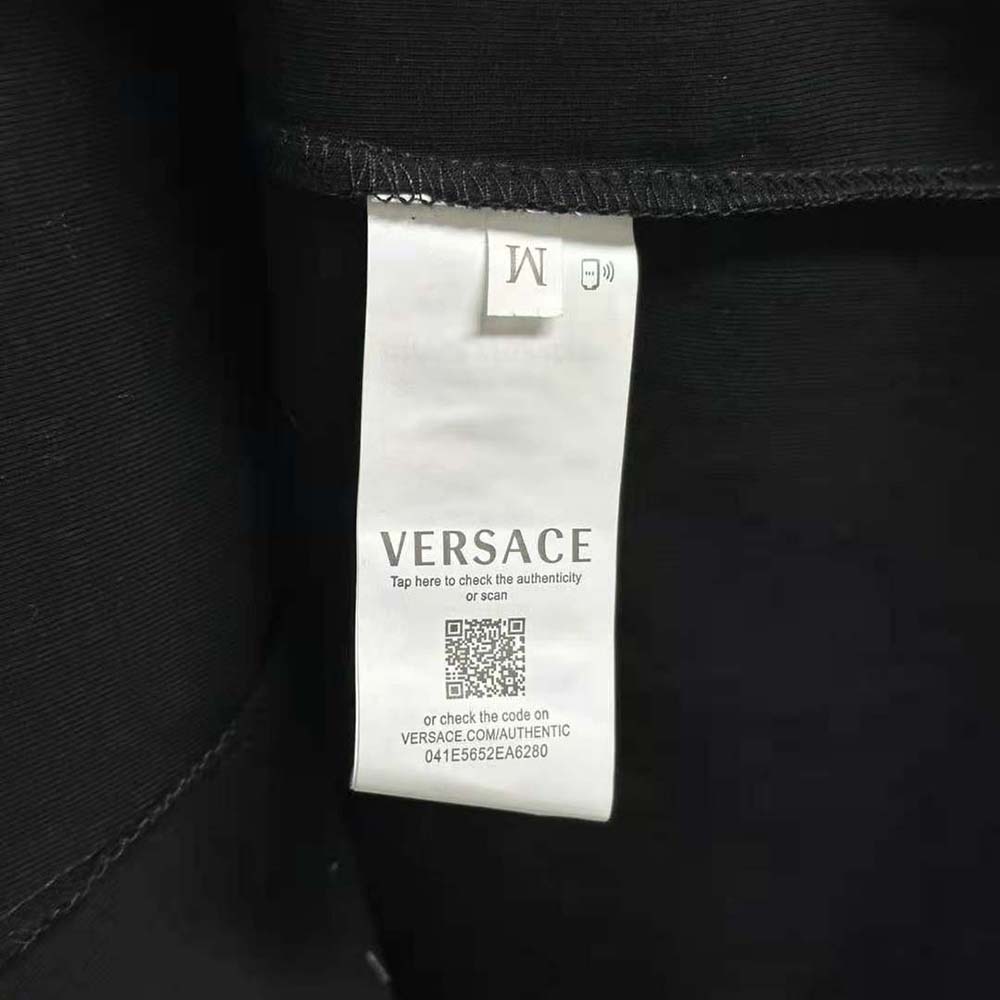 M
VERSACE
Tap here to check the authenticity
or scan
or check the code on
VERSACE.COM/AUTHENTIC
041E5652EA6280